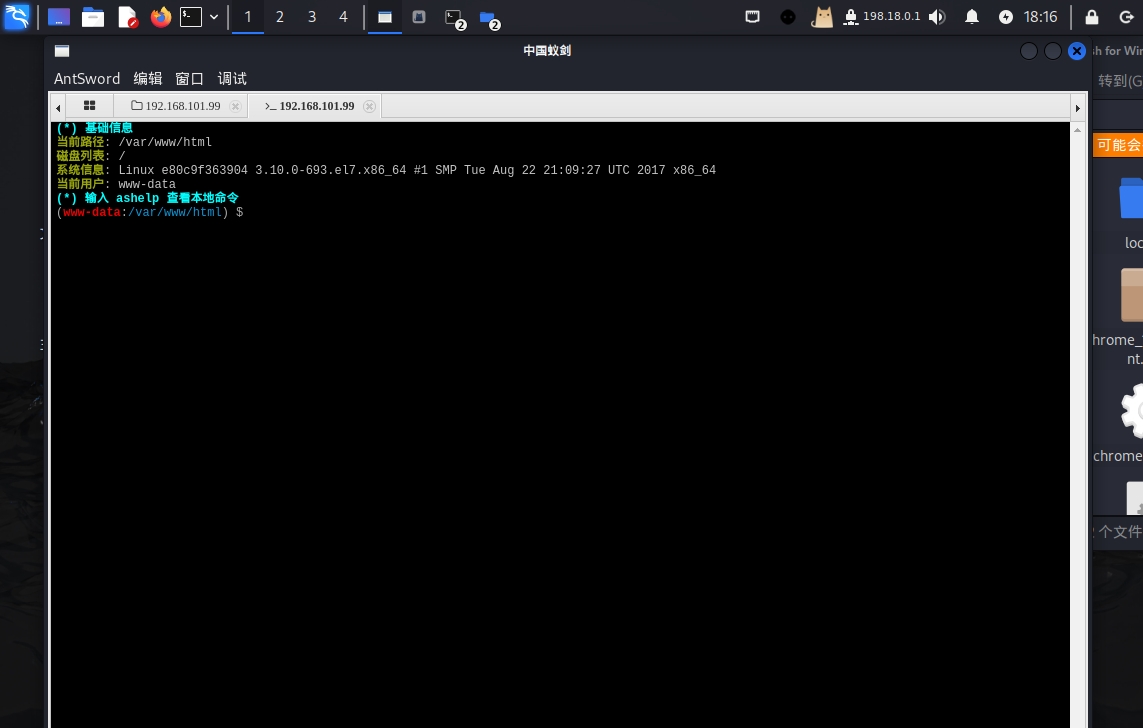 1 2 3 4 2 2 198.18.0.1 18:16
中国蚁剑
sh for Win
AntSword 编辑 窗口 调试
转到(G
192.168.101.99 >_ 192.168.101.99
(*) 基础信息
当前路径: /var/www/html
磁盘列表: /
系统信息: Linux e80c9f363904 3.10.0-693.el7.x86_64 #1 SMP Tue Aug 22 21:09:27 UTC 2017 x86_64
当前用户: www-data
(*) 输入 ashelp 查看本地命令
(www-data:/var/www/html) $
可能会
loc
hrome_
nt.
chrome
个文件